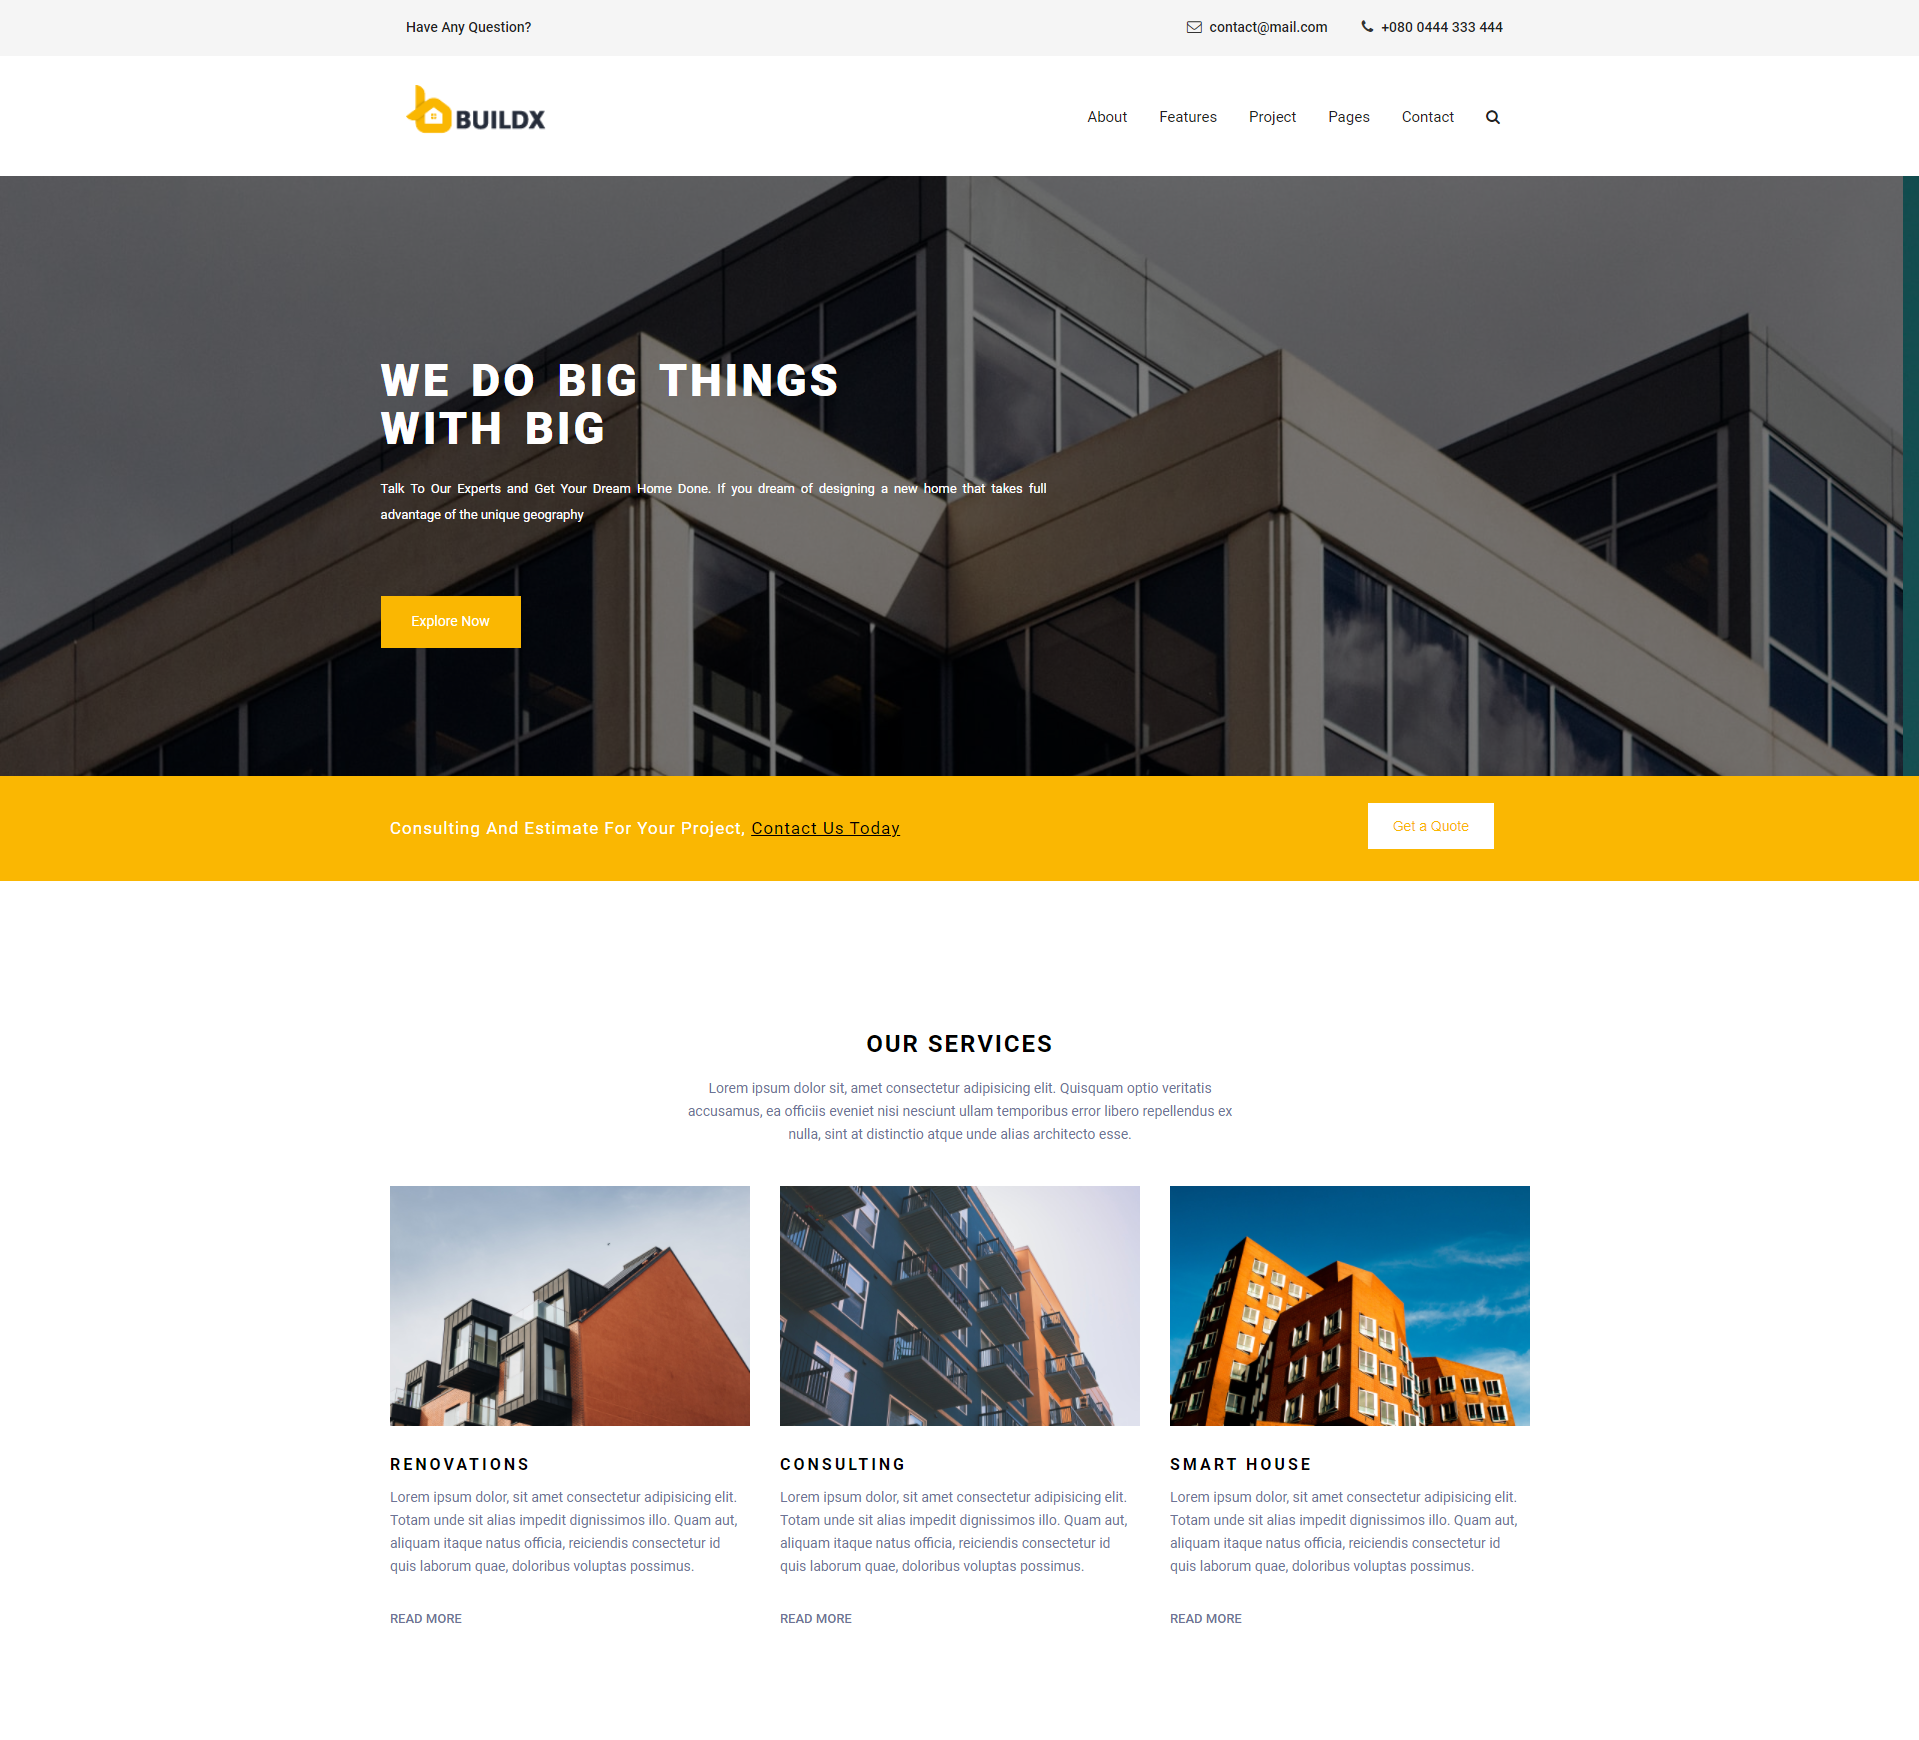 Have Any Question?
contact@mail.com
+080 0444 333 444
BUILDX
About
Features
Project
Pages
Contact
WE DO BIG THINGS
WITH BIG
Talk To Our Experts and Get Your Dream Home Done. If you dream of designing a new home that takes full
advantage of the unique geography
Explore Now
Consulting And Estimate For Your Project, Contact Us Today
Get a Quote
OUR SERVICES
Lorem ipsum dolor sit, amet consectetur adipisicing elit. Quisquam optio veritatis
accusamus, ea officiis eveniet nisi nesciunt ullam temporibus error libero repellendus ex
nulla, sint at distinctio atque unde alias architecto esse.
RENOVATIONS
Lorem ipsum dolor, sit amet consectetur adipisicing elit.
Totam unde sit alias impedit dignissimos illo. Quam aut,
aliquam itaque natus officia, reiciendis consectetur id
quis laborum quae, doloribus voluptas possimus.
READ MORE
CONSULTING
Lorem ipsum dolor, sit amet consectetur adipisicing elit.
Totam unde sit alias impedit dignissimos illo. Quam aut,
aliquam itaque natus officia, reiciendis consectetur id
quis laborum quae, doloribus voluptas possimus.
READ MORE
SMART HOUSE
Lorem ipsum dolor, sit amet consectetur adipisicing elit.
Totam unde sit alias impedit dignissimos illo. Quam aut,
aliquam itaque natus officia, reiciendis consectetur id
quis laborum quae, doloribus voluptas possimus.
READ MORE